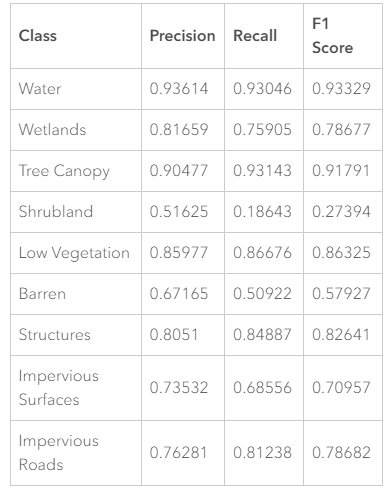 Class Precision Recall F1 Score
Water 0.93614 0.93046 0.93329
Wetlands 0.81659 0.75905 0.78677
Tree Canopy 0.90477 0.93143 0.91791
Shrubland 0.51625 0.18643 0.27394
Low Vegetation 0.85977 0.86676 0.86325
Barren 0.67165 0.50922 0.57927
Structures 0.8051 0.84887 0.82641
Impervious Surfaces 0.73532 0.68556 0.70957
Impervious Roads 0.76281 0.81238 0.78682